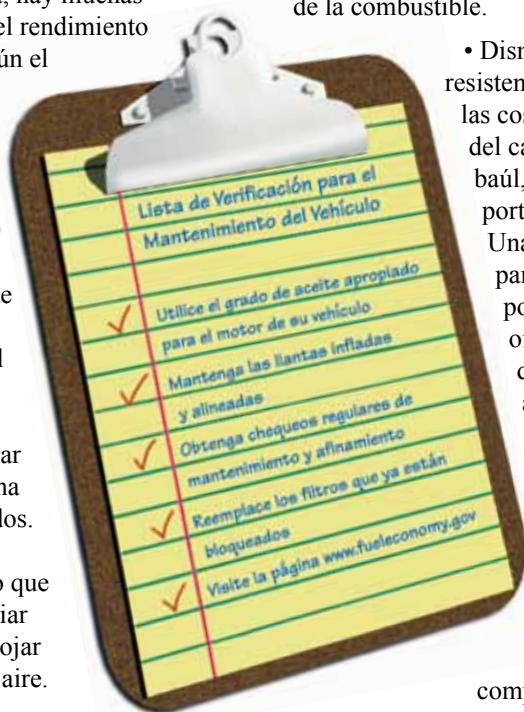 hay muchas
el rendimiento
ún el
ar
na
los.
o que
iar
ojar
aire.
Lista de Verificación para el
Mantenimiento del Vehículo
Utilice el grado de aceite apropiado
para el motor de su vehículo
Mantenga las llantas infladas
y alineadas
Obtenga chequeos regulares de
mantenimiento y afinamiento
Reemplace los filtros que ya están
bloqueados
Visite la página www.fueleconomy.gov
de la combustible.
• Dism
resisten
las cos
del ca
baúl,
port
Una
par
po
comp